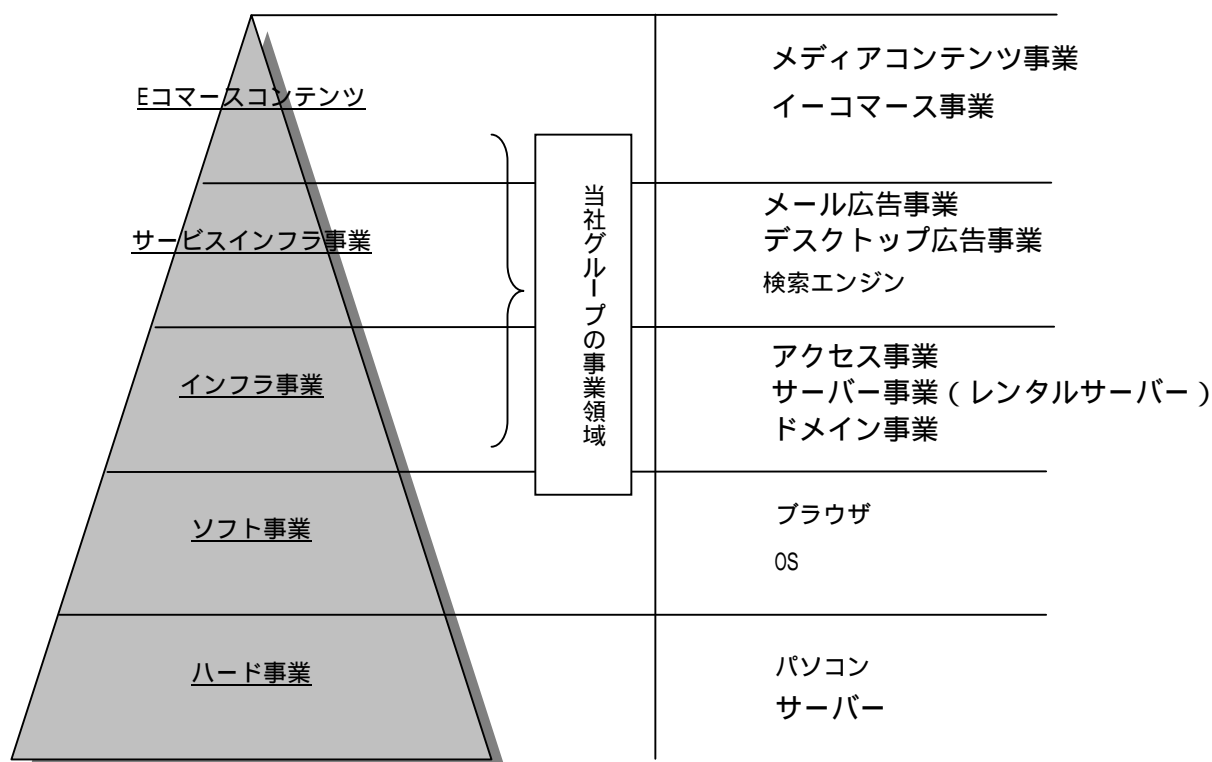 Eコマースコンテンツ
メディアコンテンツ事業
イーコマース事業
サービスインフラ事業
メール広告事業
デスクトップ広告事業
検索エンジン
当社グループの事業領域
インフラ事業
アクセス事業
サーバー事業(レンタルサーバー)
ドメイン事業
ソフト事業
ブラウザ
OS
ハード事業
パソコン
サーバー